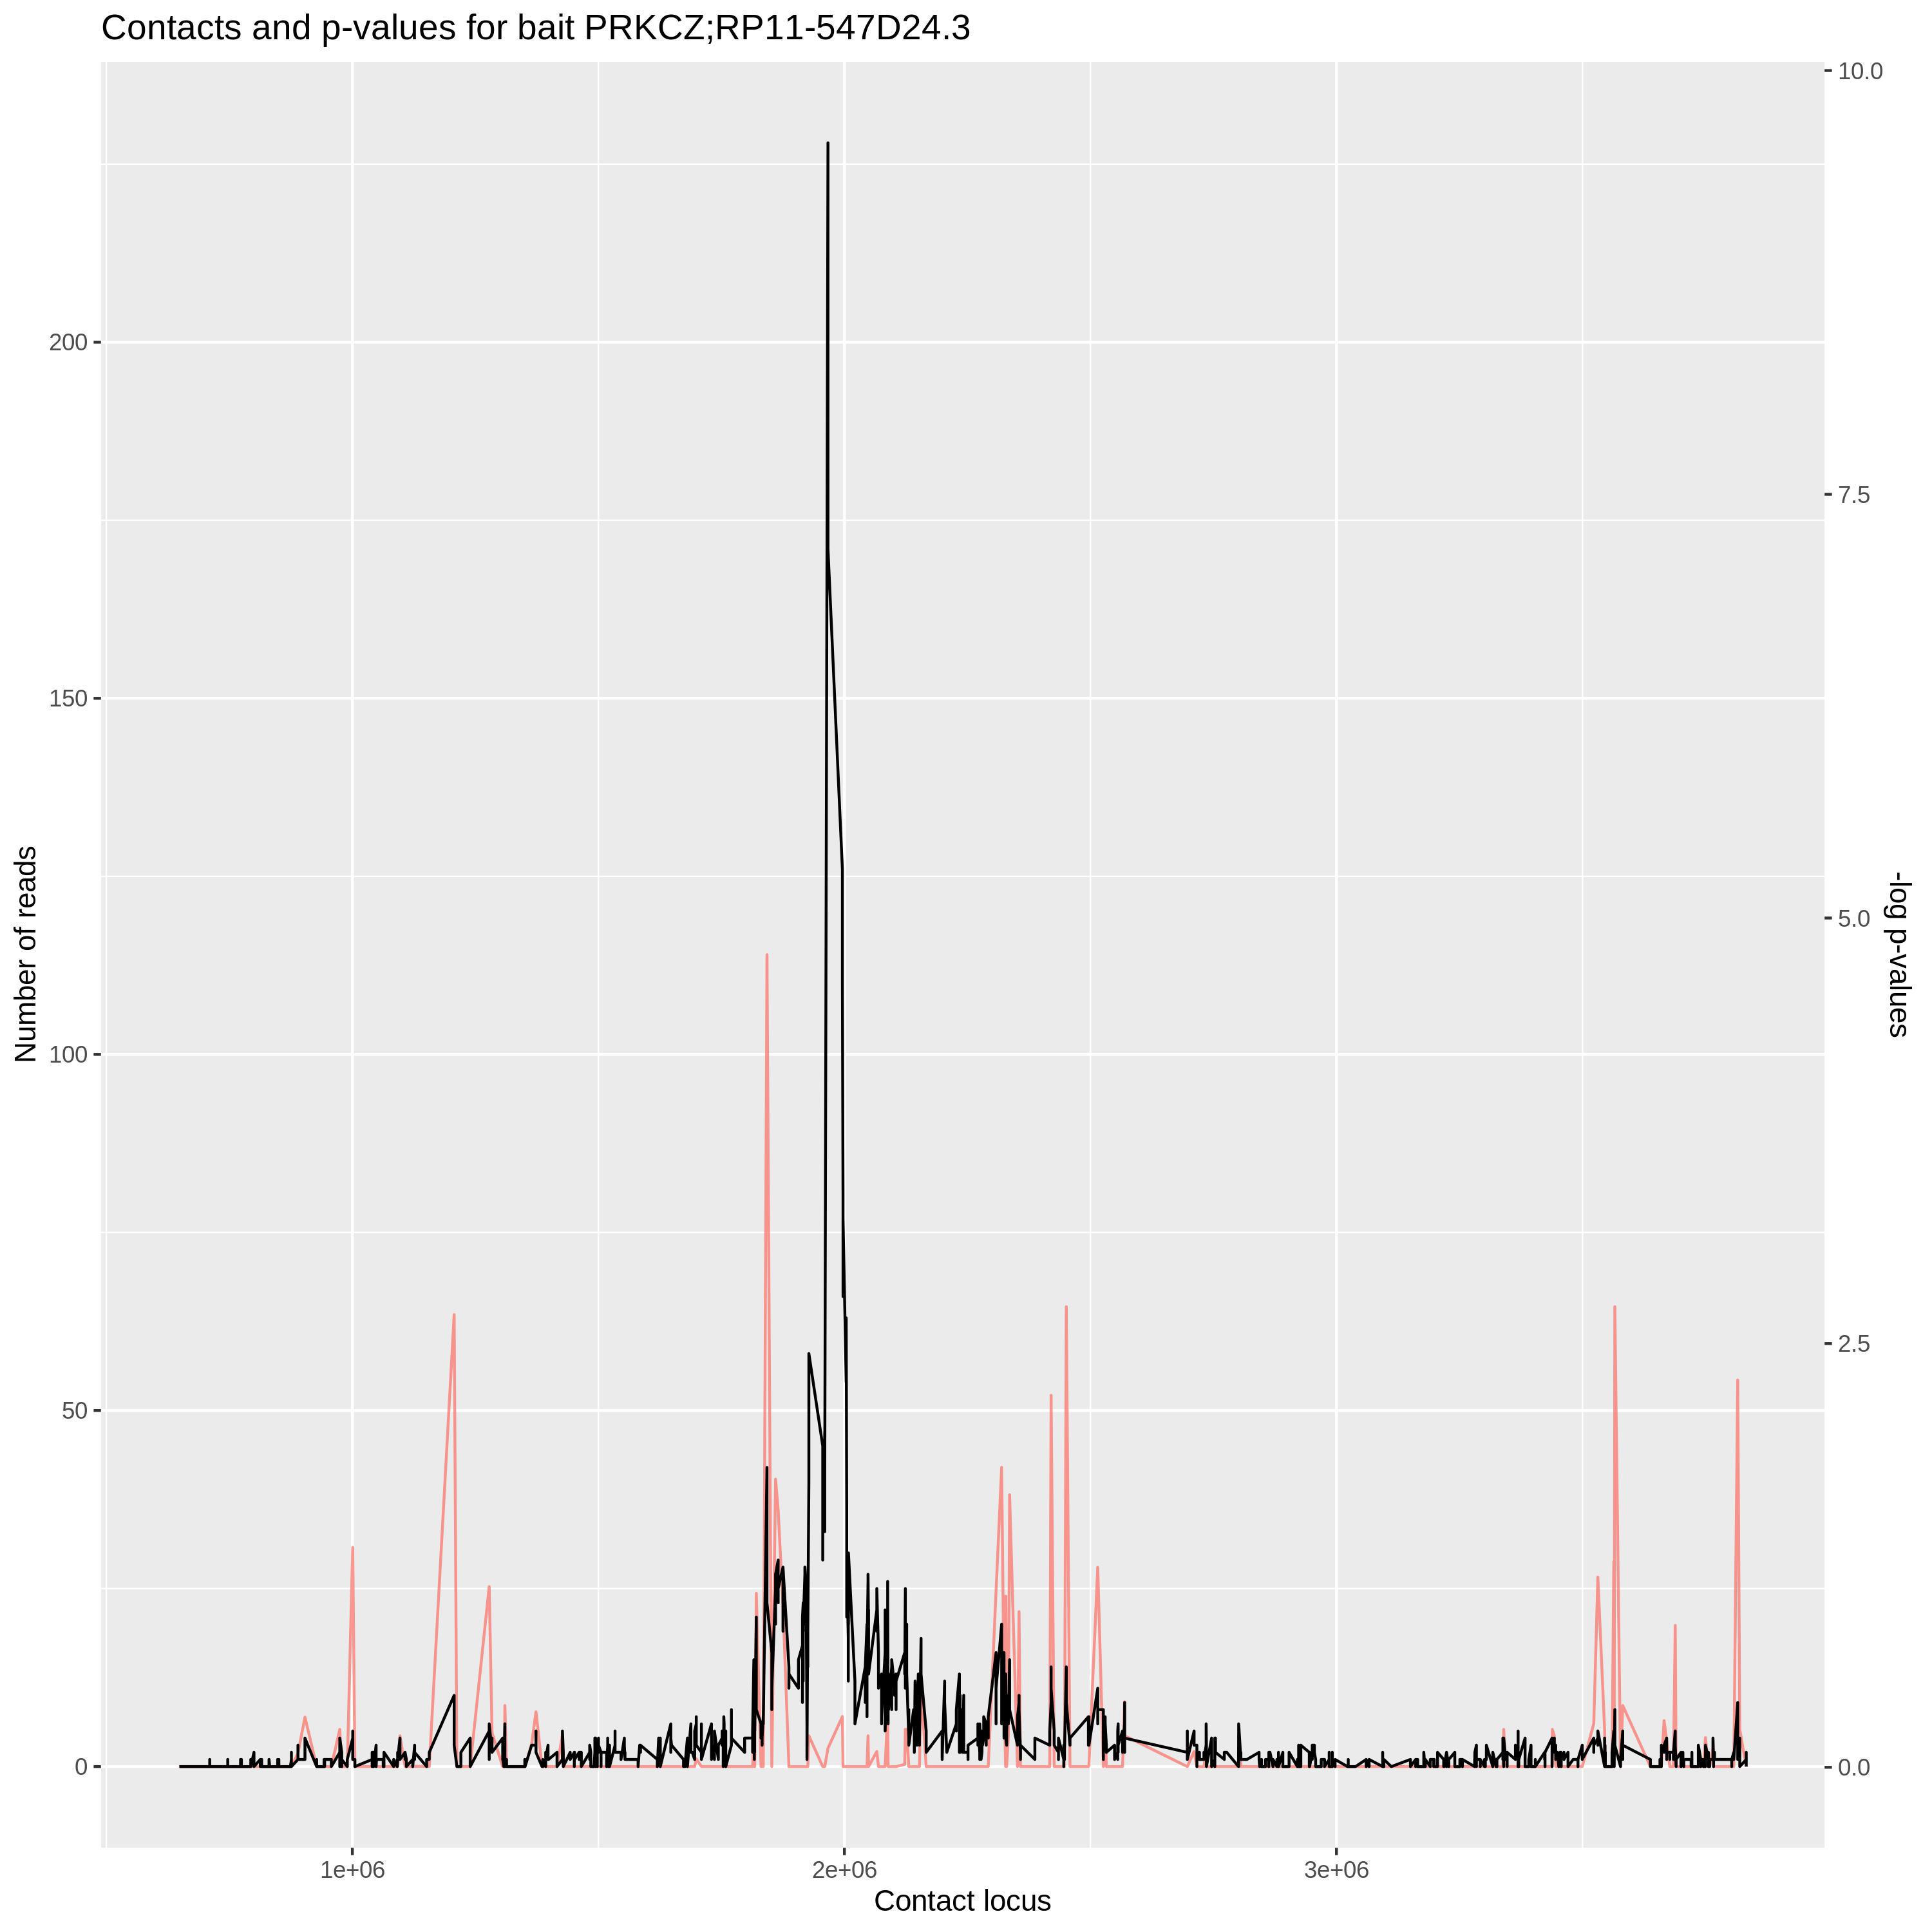 Contacts and p-values for bait PRKCZ;RP11-547D24.3
Number of reads
200
150
100
50
0
10.0
7.5
5.0
2.5
0.0
-log p-values
1e+06
2e+06
3e+06
Contact locus